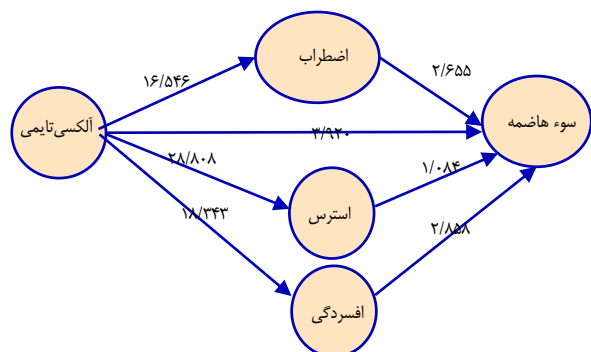 اضطراب
۱۶/۵۴۶
۲/۶۵۵
آلکسی‌تایمی
سوء هاضمه
۳/۹۲۰
۲۸/۸۰۸
۱/۰۸۴
استرس
۱۸/۳۴۳
۲/۸۵۸
افسردگی